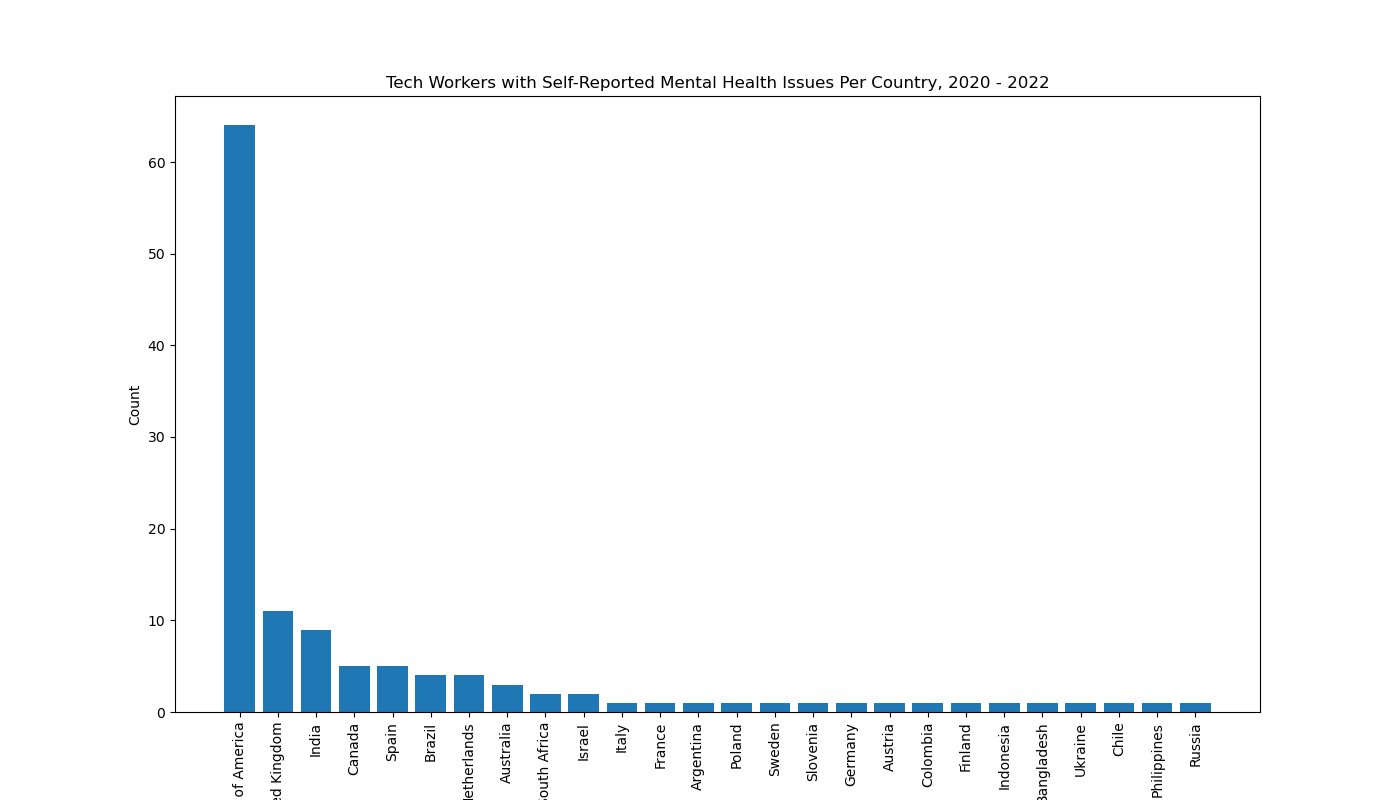 Tech Workers with Self-Reported Mental Health Issues Per Country, 2020 - 2022
60
50
40
30
20
10
0
Count
of America
ed Kingdom
India
Canada
Spain
Brazil
Netherlands
Australia
South Africa
Israel
Italy
France
Argentina
Poland
Sweden
Slovenia
Germany
Austria
Colombia
Finland
Indonesia
Bangladesh
Ukraine
Chile
Philippines
Russia